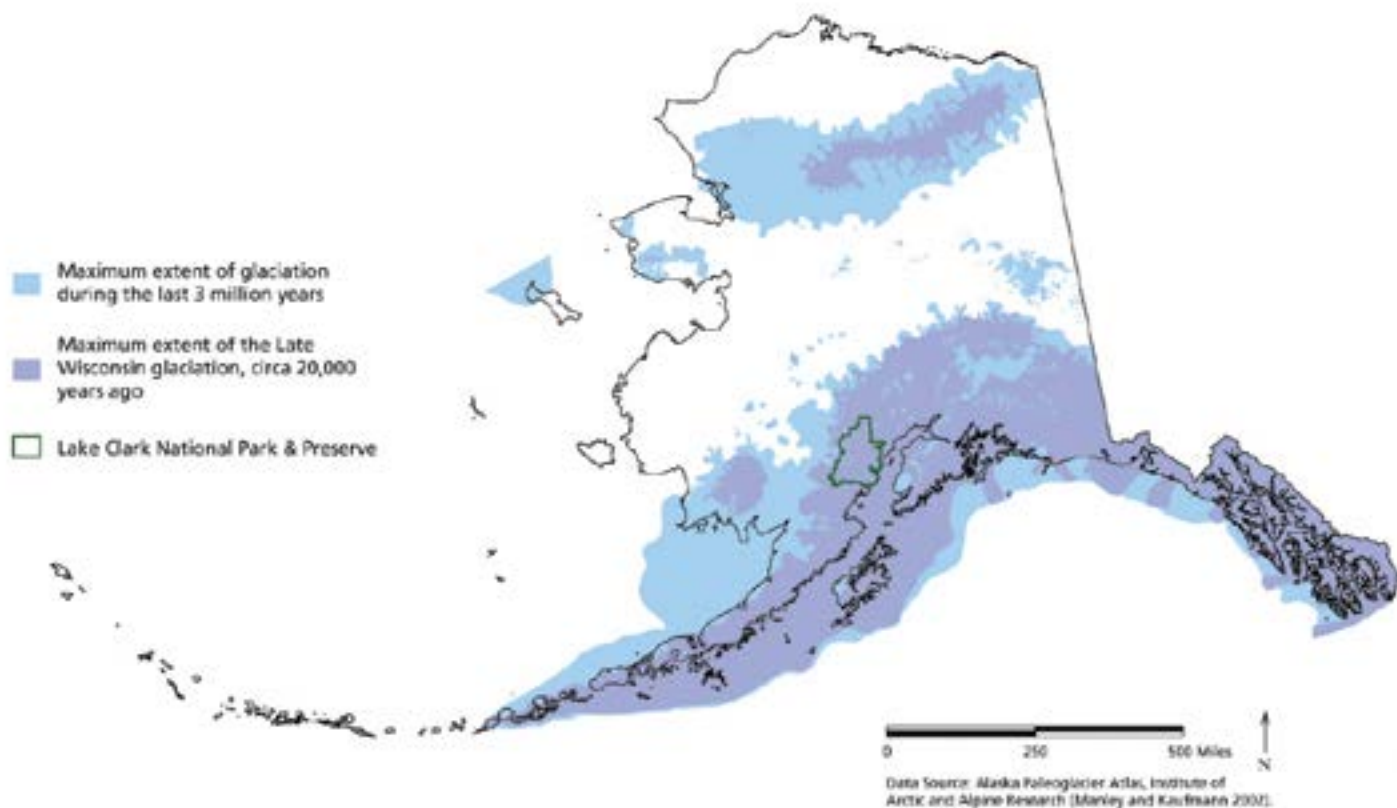 Maximum extent of glaciation
during the last 3 million years
Maximum extent of the Late
Wisconsin glaciation, circa 20,000
years ago
Lake Clark National Park & Preserve
0 250 500 Miles
N
Data Source: Alaska Paleoglacier Atlas, Institute of
Arctic and Alpine Research (Manley and Kaufmann 2002).